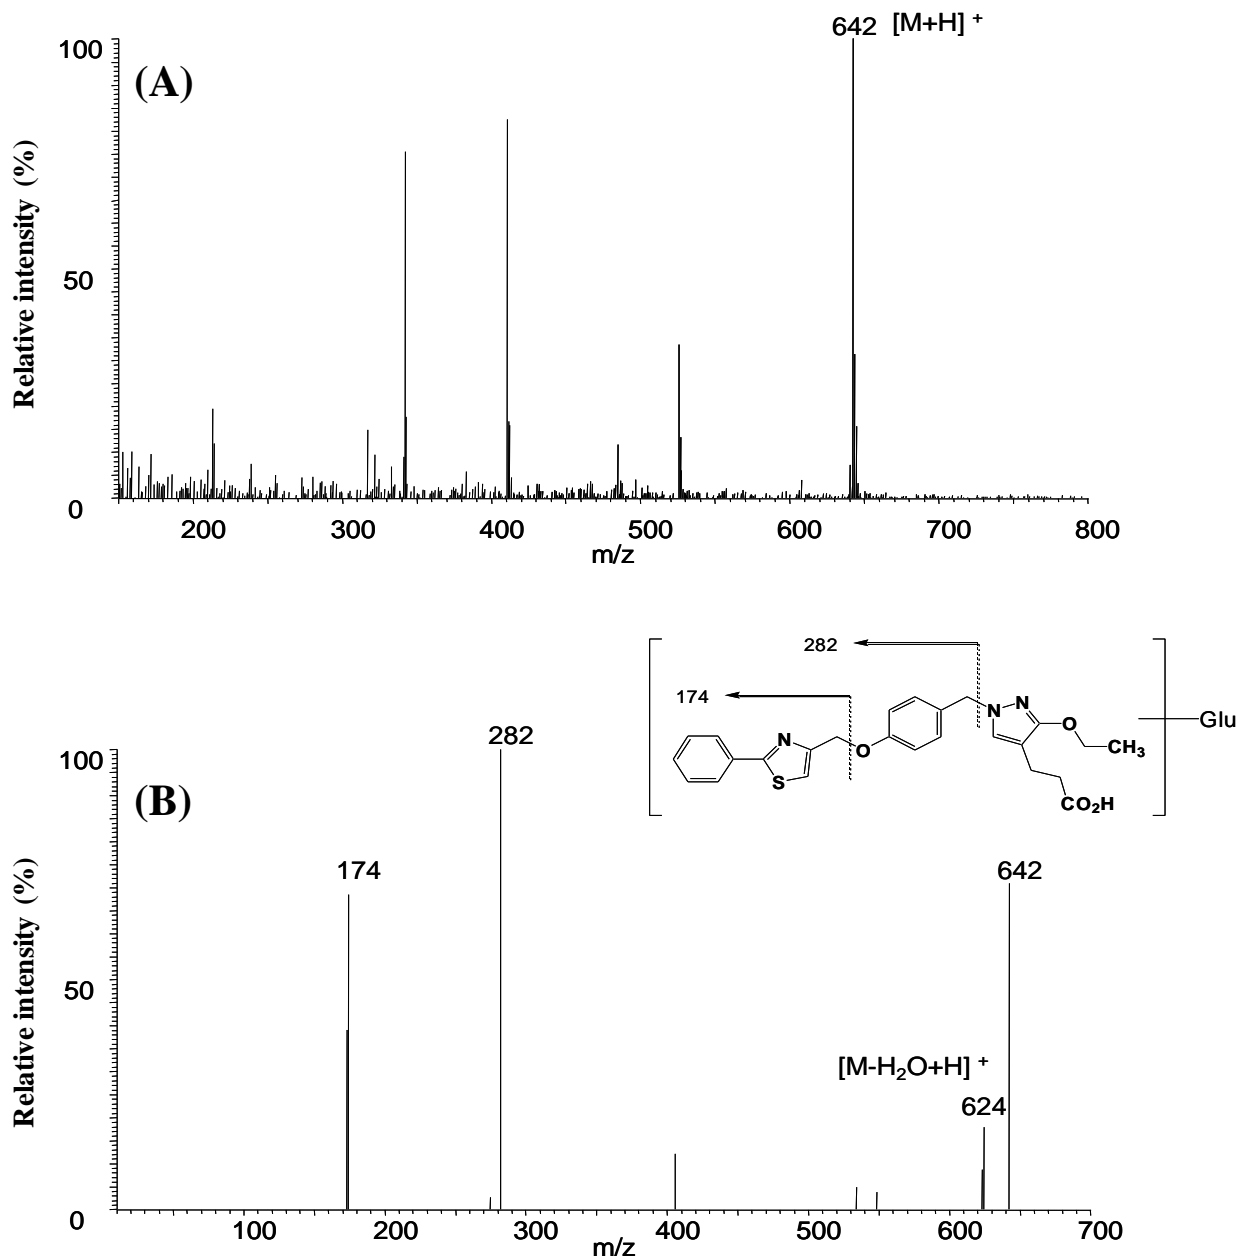 642 [M+H] +
100
(A)
50
0
200 300 400 500 600 700 800
m/z
Relative intensity (%)
282
174
N
S
O
N
N
O
CH₃
CO₂H
Glu
100
282
(B)
174
642
50
[M-H₂O+H] +
624
0
100 200 300 400 500 600 700
m/z
Relative intensity (%)